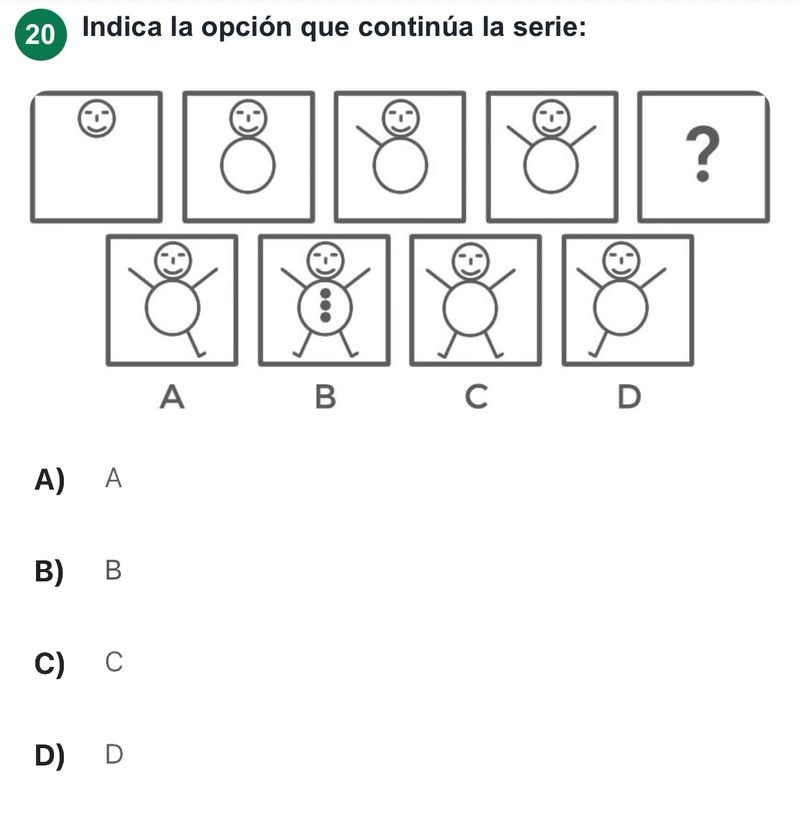 20 Indica la opción que continúa la serie:
?
A B C D
A) A
B) B
C) C
D) D